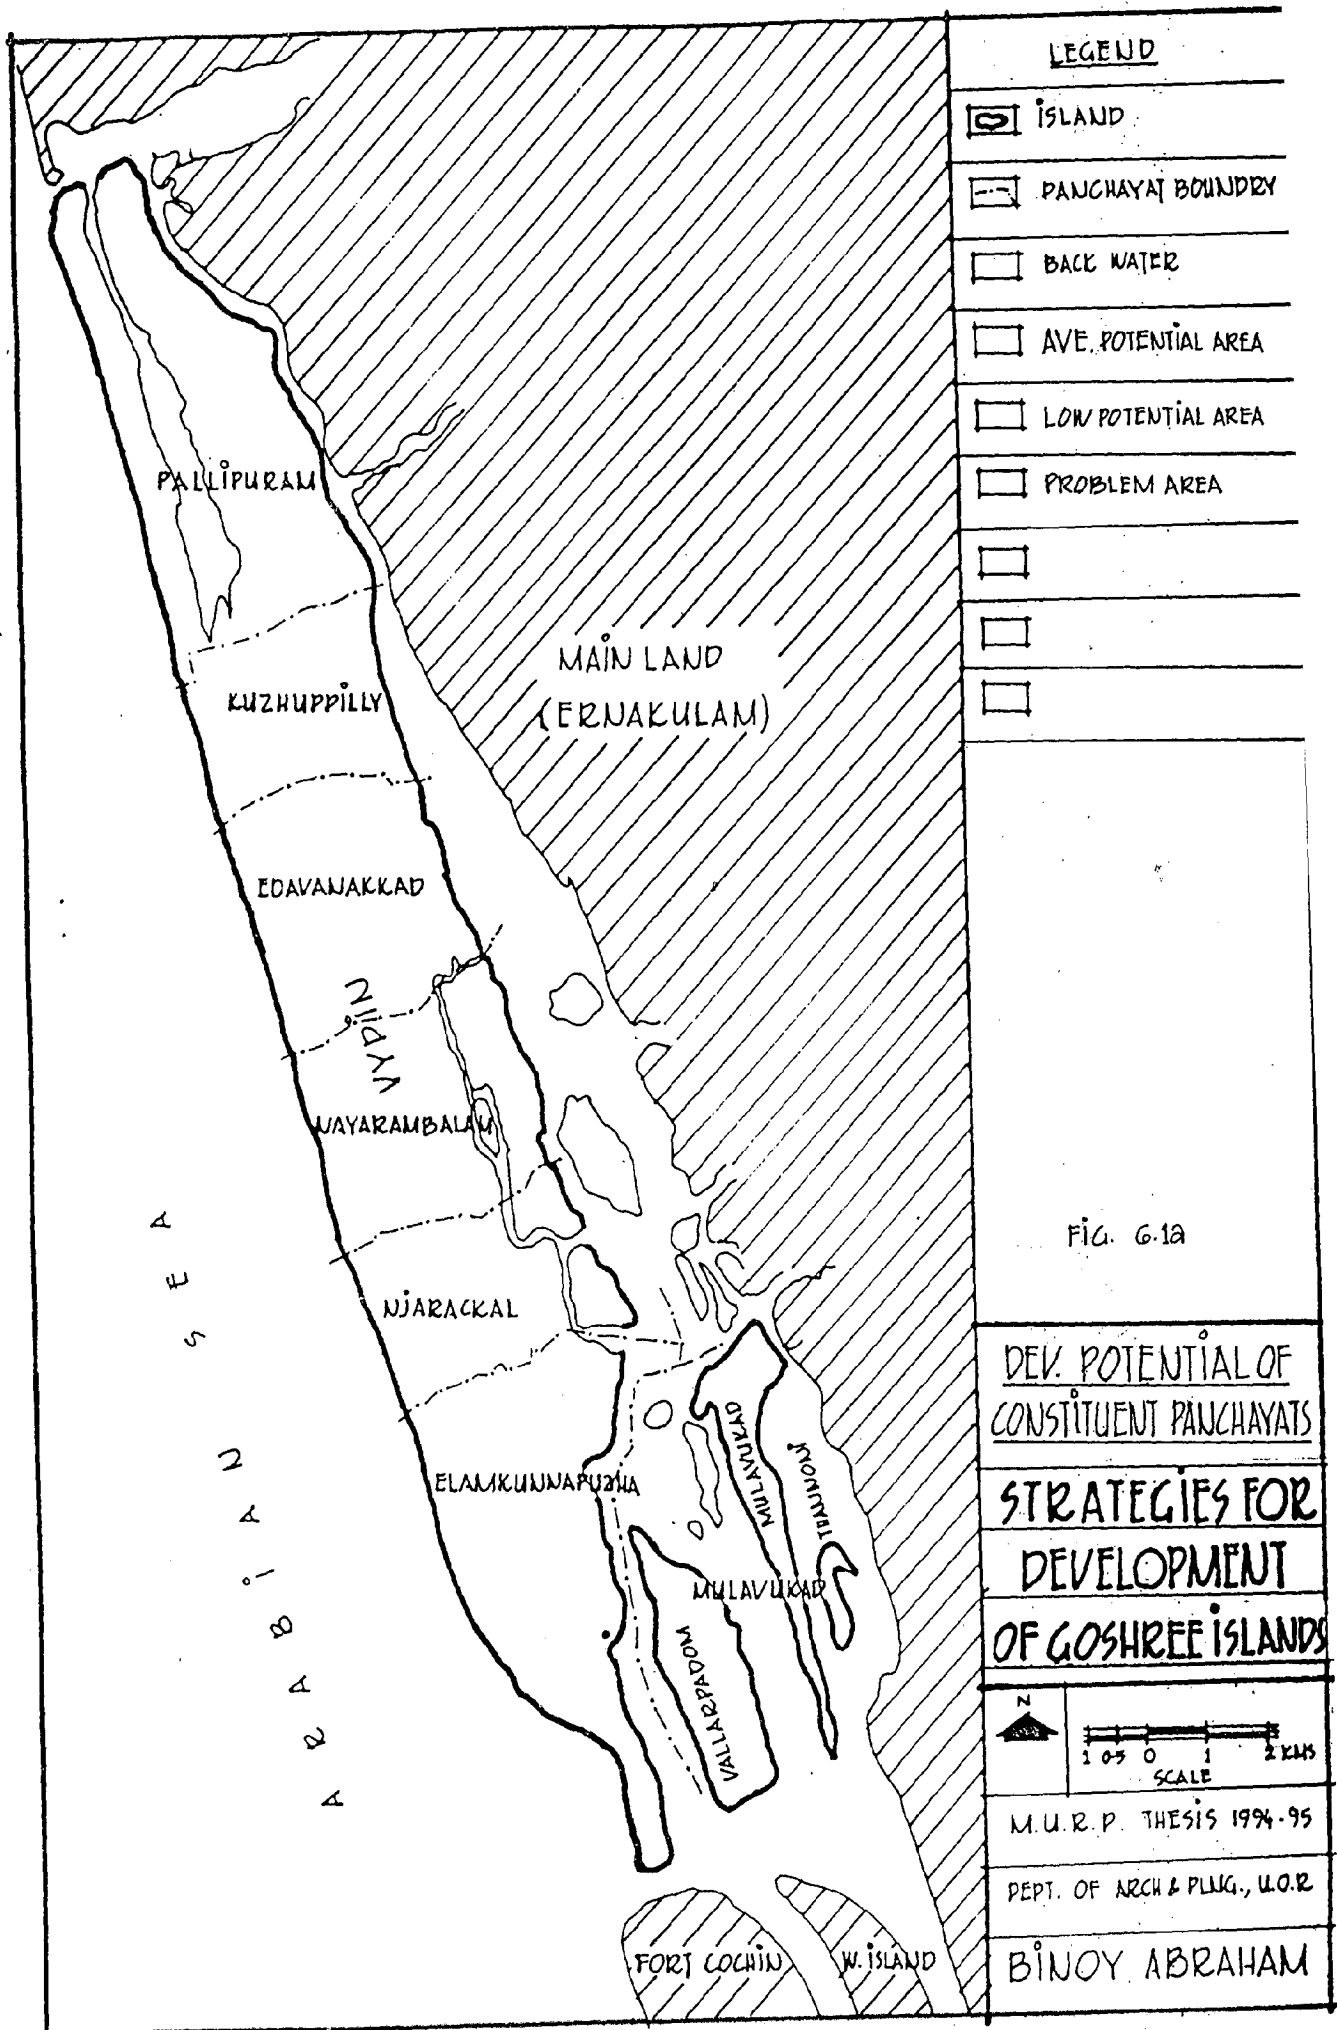 LEGEND
ISLAND
PANCHAYAT BOUNDRY
BACK WATER
AVE. POTENTIAL AREA
LOW POTENTIAL AREA
PROBLEM AREA
PALLIPURAM
KUZHUPPILLY
MAIN LAND
(ERNAKULAM)
EDAVANAKKAD
VYPIN
NAYARAMBALAM
NJARACKAL
ELAMKUNNAPUZHA
MULAVUKAD
MULAVUKAD
VALLARPADOM
ARABIAN SEA
FORT COCHIN
W. ISLAND
FIG. 6.1a
DEV. POTENTIAL OF
CONSTITUENT PANCHAYATS
STRATEGIES FOR
DEVELOPMENT
OF GOSHREE ISLANDS
N
1 0.5 0 1 2 KMS
SCALE
M.U.R.P. THESIS 1994-95
DEPT. OF ARCH & PLNG., U.O.R
BINOY ABRAHAM